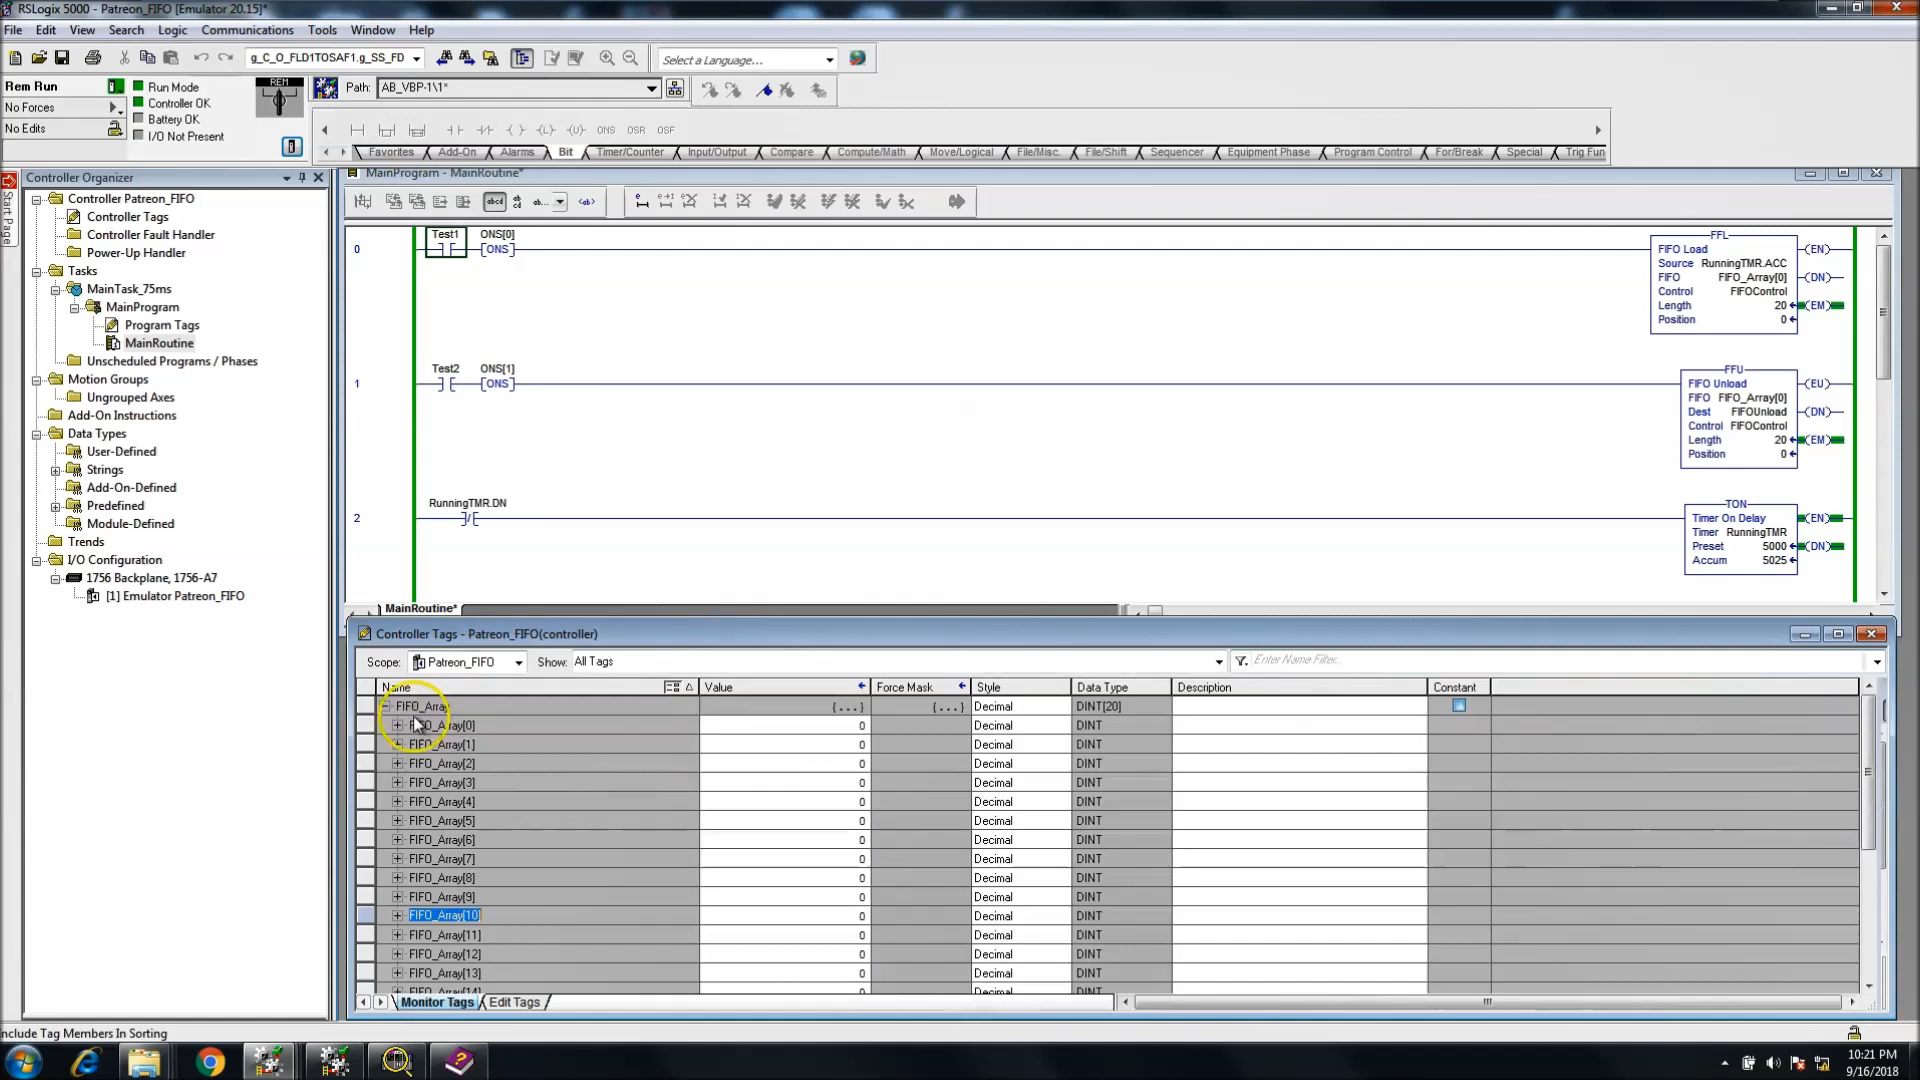 RSLogix 5000 - Patreon_FIFO [Emulator 20.15]*
File Edit View Search Logic Communications Tools Window Help
g_C_O_FLD1TOSAF1.g_SS_FD
Select a Language...
Rem Run
Run Mode
No Forces
Controller OK
Battery OK
No Edits
I/O Not Present
REM
Path: AB_VBP-1\1*
ONS OSR OSF
Favorites Add-On Alarms Bit Timer/Counter Input/Output Compare Compute/Math Move/Logical File/Misc. File/Shift Sequencer Equipment Phase Program Control For/Break Special Trig Fun
Start Page
Controller Organizer
Controller Patreon_FIFO
Controller Tags
Controller Fault Handler
Power-Up Handler
Tasks
MainTask_75ms
MainProgram
Program Tags
MainRoutine
Unscheduled Programs / Phases
Motion Groups
Ungrouped Axes
Add-On Instructions
Data Types
User-Defined
Strings
Add-On-Defined
Predefined
Module-Defined
Trends
I/O Configuration
1756 Backplane, 1756-A7
[1] Emulator Patreon_FIFO
MainProgram - MainRoutine*
0
Test1 ONS[0]
ONS
FFL
FIFO Load
Source RunningTMR.ACC
FIFO FIFO_Array[0]
Control FIFOControl
Length 20
Position 0
EN
DN
EM
1
Test2 ONS[1]
ONS
FFU
FIFO Unload
FIFO FIFO_Array[0]
Dest FIFOUnload
Control FIFOControl
Length 20
Position 0
EU
DN
EM
2
RunningTMR.DN
TON
Timer On Delay
Timer RunningTMR
Preset 5000
Accum 5025
EN
DN
MainRoutine*
Controller Tags - Patreon_FIFO(controller)
Scope: Patreon_FIFO Show: All Tags Enter Name Filter...
Name Value Force Mask Style Data Type Description Constant
FIFO_Array {...} {...} Decimal DINT[20]
FIFO_Array[0] 0 Decimal DINT
FIFO_Array[1] 0 Decimal DINT
FIFO_Array[2] 0 Decimal DINT
FIFO_Array[3] 0 Decimal DINT
FIFO_Array[4] 0 Decimal DINT
FIFO_Array[5] 0 Decimal DINT
FIFO_Array[6] 0 Decimal DINT
FIFO_Array[7] 0 Decimal DINT
FIFO_Array[8] 0 Decimal DINT
FIFO_Array[9] 0 Decimal DINT
FIFO_Array[10] 0 Decimal DINT
FIFO_Array[11] 0 Decimal DINT
FIFO_Array[12] 0 Decimal DINT
FIFO_Array[13] 0 Decimal DINT
FIFO_Array[14] 0 Decimal DINT
Monitor Tags Edit Tags
nclude Tag Members In Sorting
10:21 PM
9/16/2018